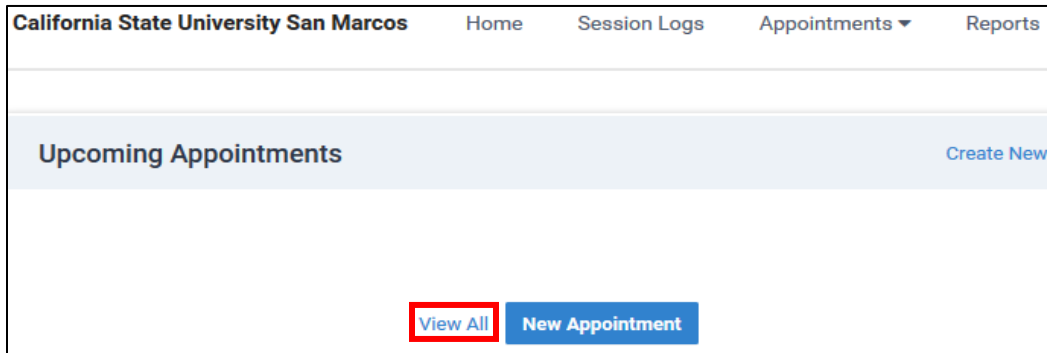 California State University San Marcos Home Session Logs Appointments Reports
Upcoming Appointments Create New
View All New Appointment